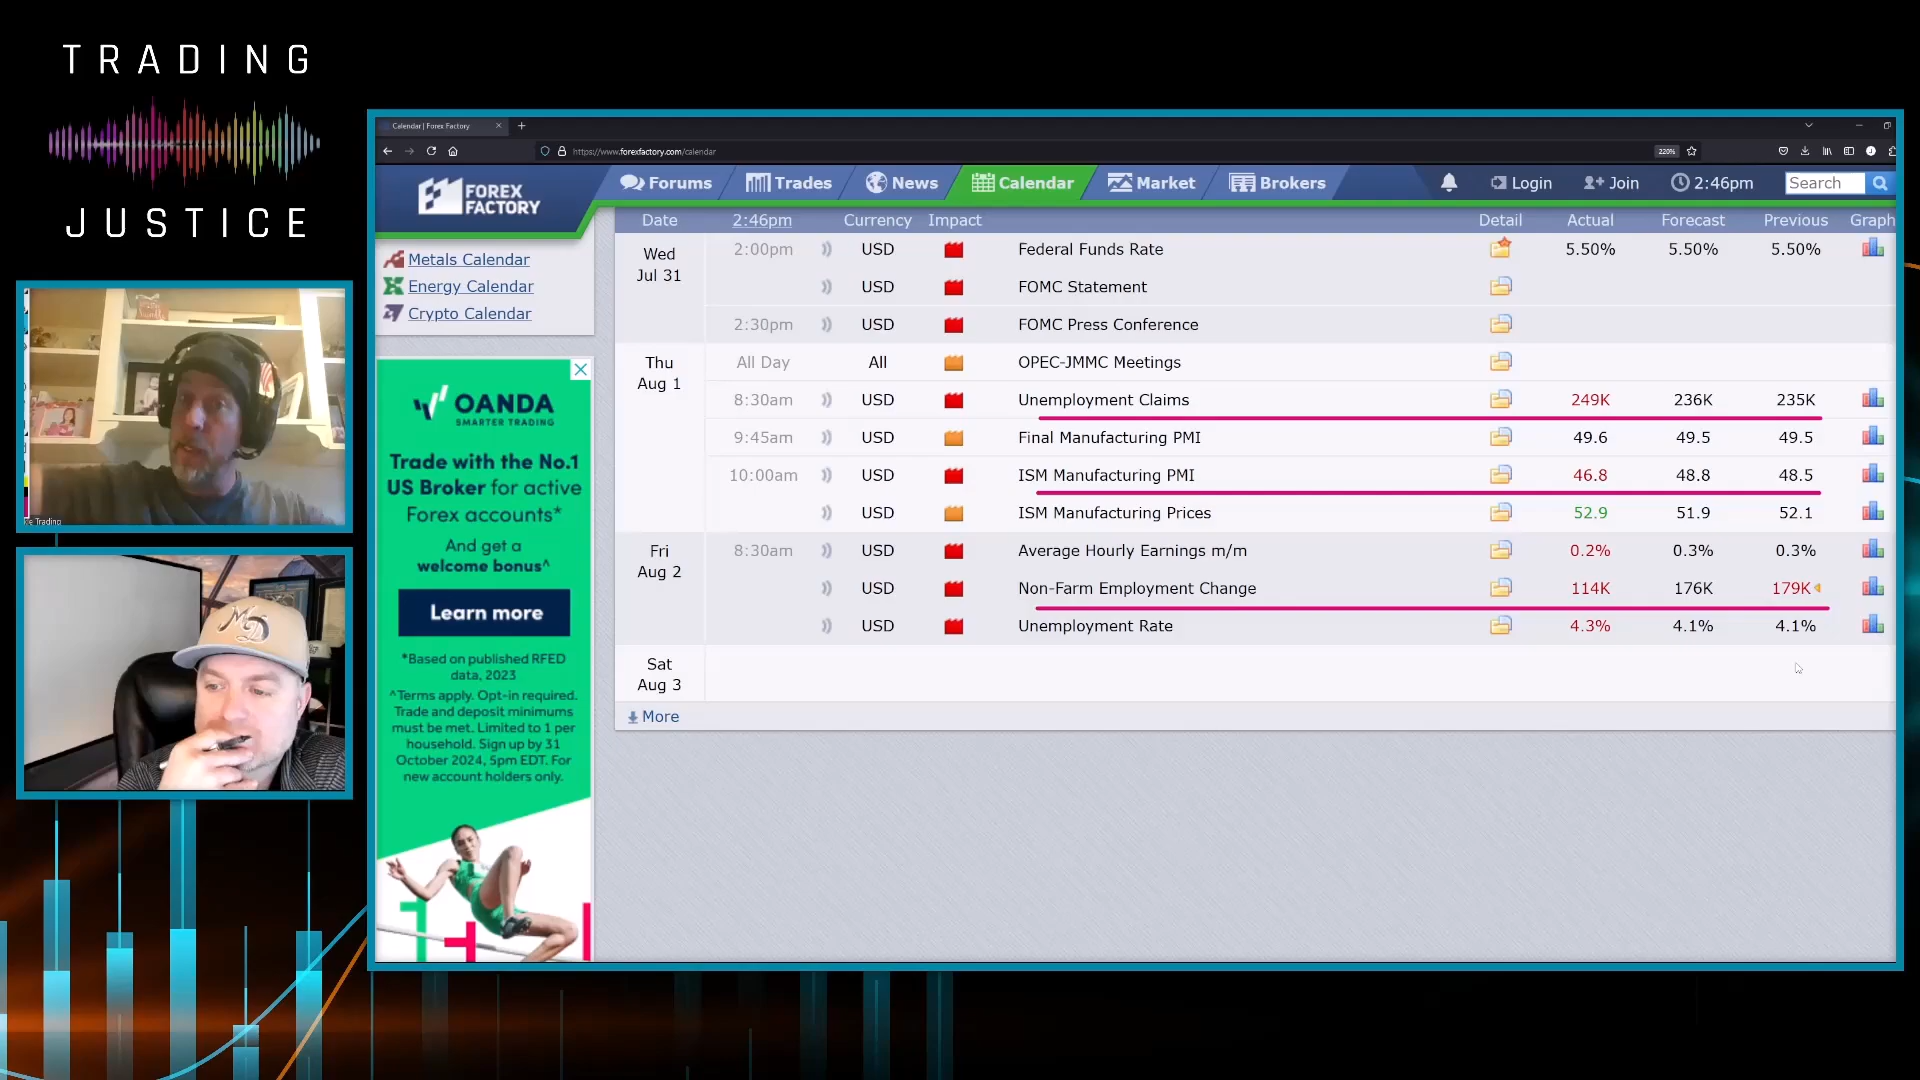 TRADING
JUSTICE
Calendar | Forex Factory
https://www.forexfactory.com/calendar
220%
FOREX
FACTORY
Forums
Trades
News
Calendar
Market
Brokers
Login
Join
2:46pm
Search
Metals Calendar
Energy Calendar
Crypto Calendar
OANDA
SMARTER TRADING
Trade with the No.1
US Broker for active
Forex accounts*
And get a
welcome bonus^
Learn more
*Based on published RFED
data, 2023
^Terms apply. Opt-in required.
Trade and deposit minimums
must be met. Limited to 1 per
household. Sign up by 31
October 2024, 5pm EDT. For
new account holders only.
Date 2:46pm Currency Impact Detail Actual Forecast Previous Graph
Wed
Jul 31
2:00pm USD Federal Funds Rate 5.50% 5.50% 5.50%
USD FOMC Statement
2:30pm USD FOMC Press Conference
Thu
Aug 1
All Day All OPEC-JMMC Meetings
8:30am USD Unemployment Claims 249K 236K 235K
9:45am USD Final Manufacturing PMI 49.6 49.5 49.5
10:00am USD ISM Manufacturing PMI 46.8 48.8 48.5
USD ISM Manufacturing Prices 52.9 51.9 52.1
Fri
Aug 2
8:30am USD Average Hourly Earnings m/m 0.2% 0.3% 0.3%
USD Non-Farm Employment Change 114K 176K 179K
USD Unemployment Rate 4.3% 4.1% 4.1%
Sat
Aug 3
More
Trading
MD